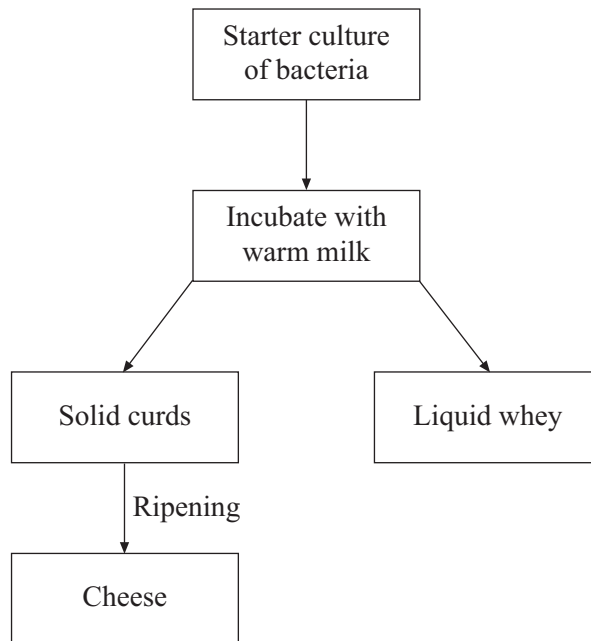 Starter culture
of bacteria
Incubate with
warm milk
Solid curds
Liquid whey
Ripening
Cheese